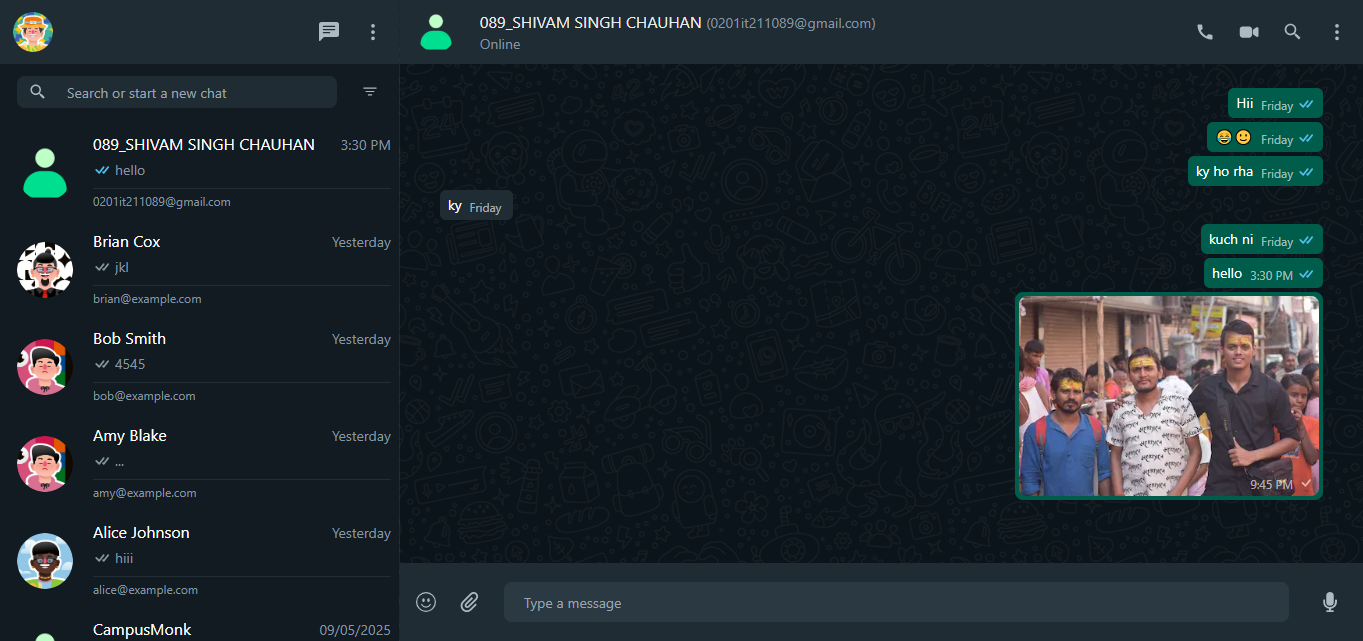 089_SHIVAM SINGH CHAUHAN (0201it211089@gmail.com)
Online
Search or start a new chat
089_SHIVAM SINGH CHAUHAN 3:30 PM
hello
0201it211089@gmail.com
Brian Cox Yesterday
jkl
brian@example.com
Bob Smith Yesterday
4545
bob@example.com
Amy Blake Yesterday
...
amy@example.com
Alice Johnson Yesterday
hiii
alice@example.com
CampusMonk 09/05/2025
Hii Friday
😂🙂 Friday
ky ho rha Friday
ky Friday
kuch ni Friday
hello 3:30 PM
9:45 PM
Type a message